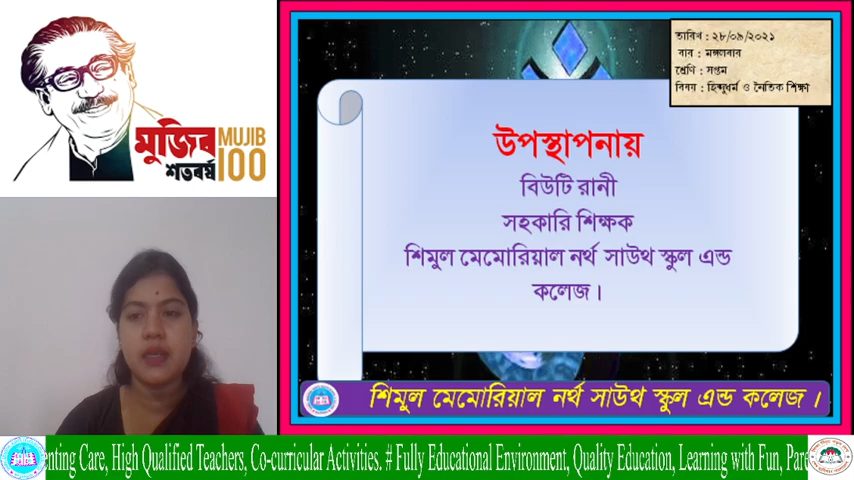 মুজিব
শতবর্ষ
MUJIB
100
তারিখ : ২৮/০৯/২০২১
বার : মঙ্গলবার
শ্রেণি : সপ্তম
বিষয় : হিন্দুধর্ম ও নৈতিক শিক্ষা
উপস্থাপনায়
বিউটি রানী
সহকারি শিক্ষক
শিমুল মেমোরিয়াল নর্থ সাউথ স্কুল এন্ড
কলেজ।
শিমুল মেমোরিয়াল নর্থ সাউথ স্কুল এন্ড কলেজ ।
enting Care, High Qualified Teachers, Co-curricular Activities. # Fully Educational Environment, Quality Education, Learning with Fun, Pare